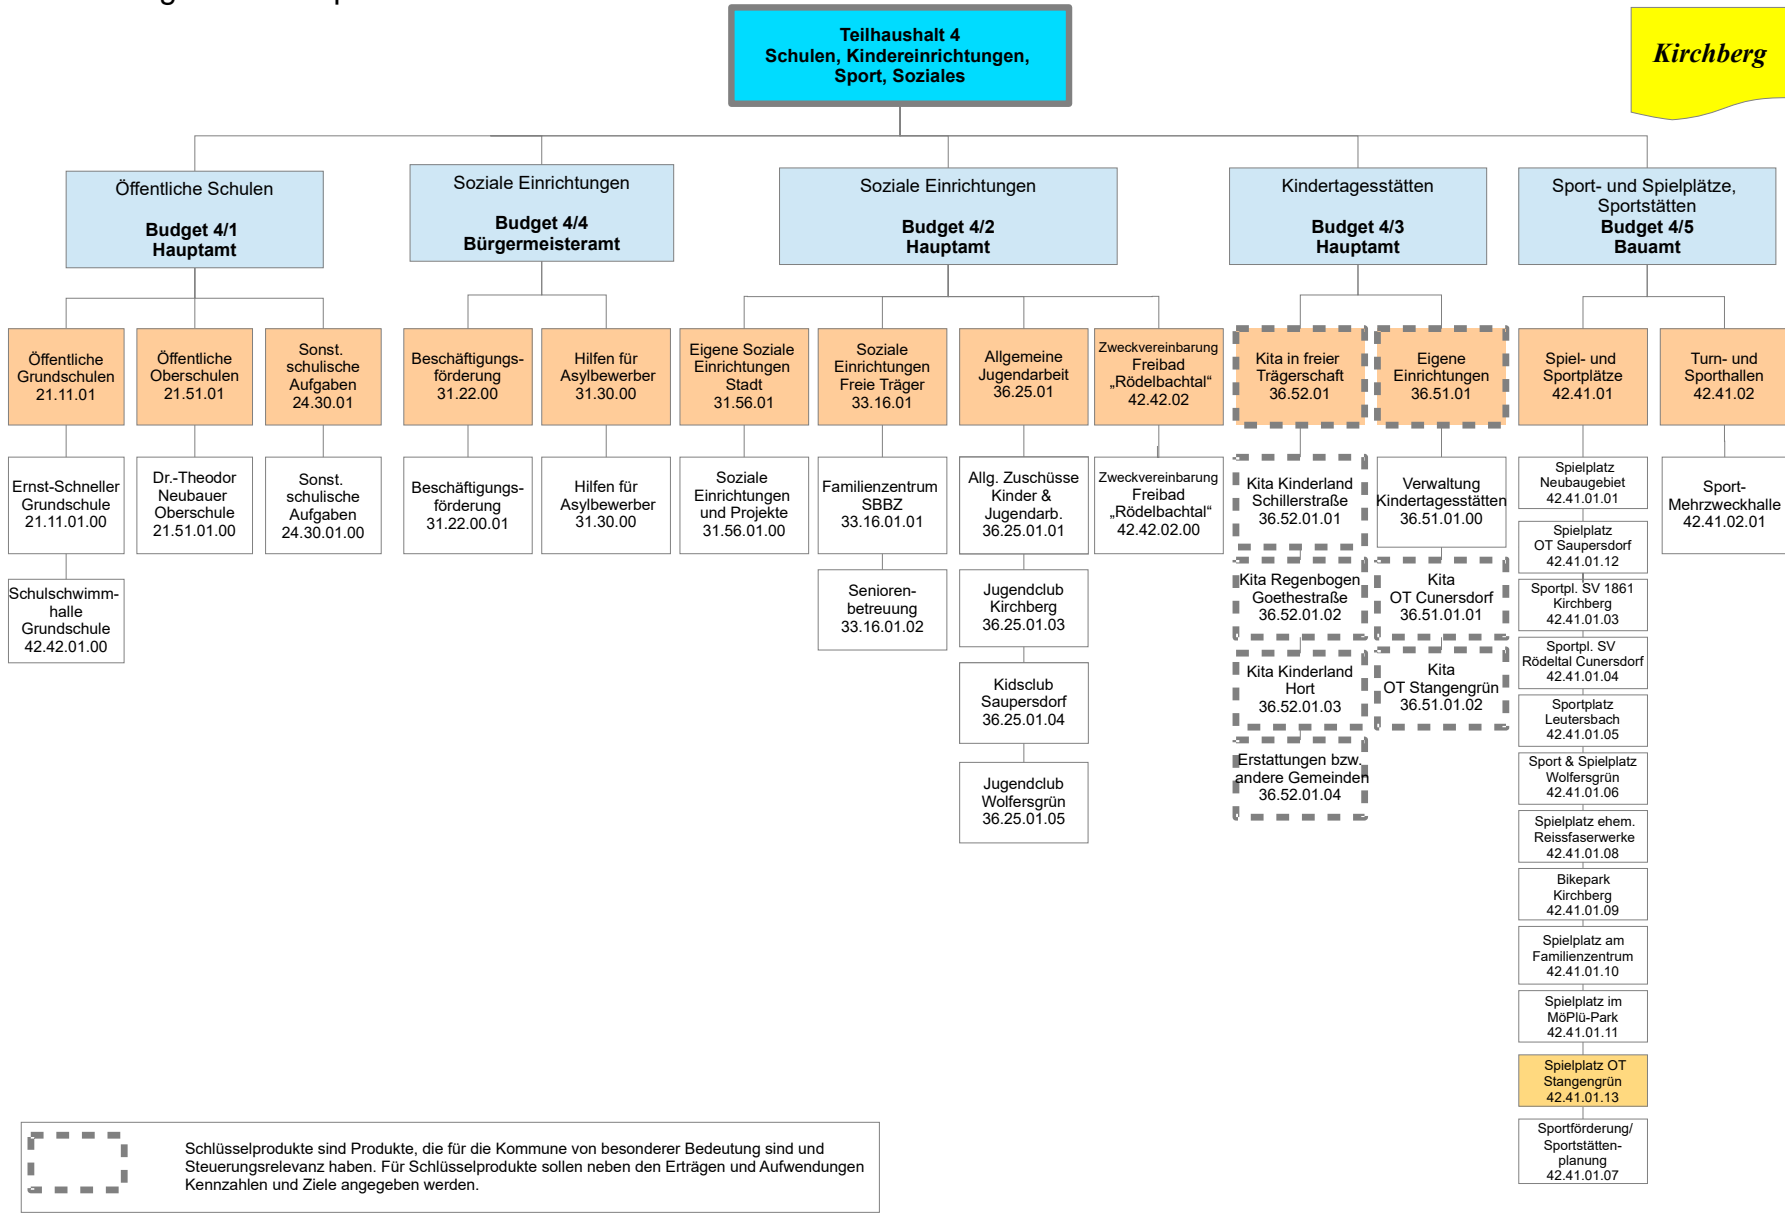 Teilhaushalt 4
Schulen, Kindereinrichtungen,
Sport, Soziales
Kirchberg
Öffentliche Schulen
Budget 4/1
Hauptamt
Soziale Einrichtungen
Budget 4/4
Bürgermeisteramt
Soziale Einrichtungen
Budget 4/2
Hauptamt
Kindertagesstätten
Budget 4/3
Hauptamt
Sport- und Spielplätze,
Sportstätten
Budget 4/5
Bauamt
Öffentliche
Grundschulen
21.11.01
Öffentliche
Oberschulen
21.51.01
Sonst.
schulische
Aufgaben
24.30.01
Beschäftigungs-
förderung
31.22.00
Hilfen für
Asylbewerber
31.30.00
Eigene Soziale
Einrichtungen
Stadt
31.56.01
Soziale
Einrichtungen
Freie Träger
33.16.01
Allgemeine
Jugendarbeit
36.25.01
Zweckvereinbarung
Freibad
„Rödelbachtal“
42.42.02
Kita in freier
Trägerschaft
36.52.01
Eigene
Einrichtungen
36.51.01
Spiel- und
Sportplätze
42.41.01
Turn- und
Sporthallen
42.41.02
Ernst-Schneller
Grundschule
21.11.01.00
Dr.-Theodor
Neubauer
Oberschule
21.51.01.00
Sonst.
schulische
Aufgaben
24.30.01.00
Beschäftigungs-
förderung
31.22.00.01
Hilfen für
Asylbewerber
31.30.00
Soziale
Einrichtungen
und Projekte
31.56.01.00
Familienzentrum
SBBZ
33.16.01.01
Allg. Zuschüsse
Kinder &
Jugendarb.
36.25.01.01
Zweckvereinbarung
Freibad
„Rödelbachtal“
42.42.02.00
Kita Kinderland
Schillerstraße
36.52.01.01
Verwaltung
Kindertagesstätten
36.51.01.00
Spielplatz
Neubaugebiet
42.41.01.01
Sport-
Mehrzweckhalle
42.41.02.01
Schulschwimm-
halle
Grundschule
42.42.01.00
Senioren-
betreuung
33.16.01.02
Jugendclub
Kirchberg
36.25.01.03
Kidsclub
Saupersdorf
36.25.01.04
Jugendclub
Wolfersgrün
36.25.01.05
Kita Regenbogen
Goethestraße
36.52.01.02
Kita Kinderland
Hort
36.52.01.03
Erstattungen bzw.
andere Gemeinden
36.52.01.04
Kita
OT Cunersdorf
36.51.01.01
Kita
OT Stangengrün
36.51.01.02
Spielplatz
OT Saupersdorf
42.41.01.12
Sportpl. SV 1861
Kirchberg
42.41.01.03
Sportpl. SV
Rödeltal Cunersdorf
42.41.01.04
Sportplatz
Leutersbach
42.41.01.05
Sport & Spielplatz
Wolfersgrün
42.41.01.06
Spielplatz ehem.
Reissfaserwerke
42.41.01.08
Bikepark
Kirchberg
42.41.01.09
Spielplatz am
Familienzentrum
42.41.01.10
Spielplatz im
MöPlü-Park
42.41.01.11
Spielplatz OT
Stangengrün
42.41.01.13
Sportförderung/
Sportstätten-
planung
42.41.01.07
Schlüsselprodukte sind Produkte, die für die Kommune von besonderer Bedeutung sind und
Steuerungsrelevanz haben. Für Schlüsselprodukte sollen neben den Erträgen und Aufwendungen
Kennzahlen und Ziele angegeben werden.